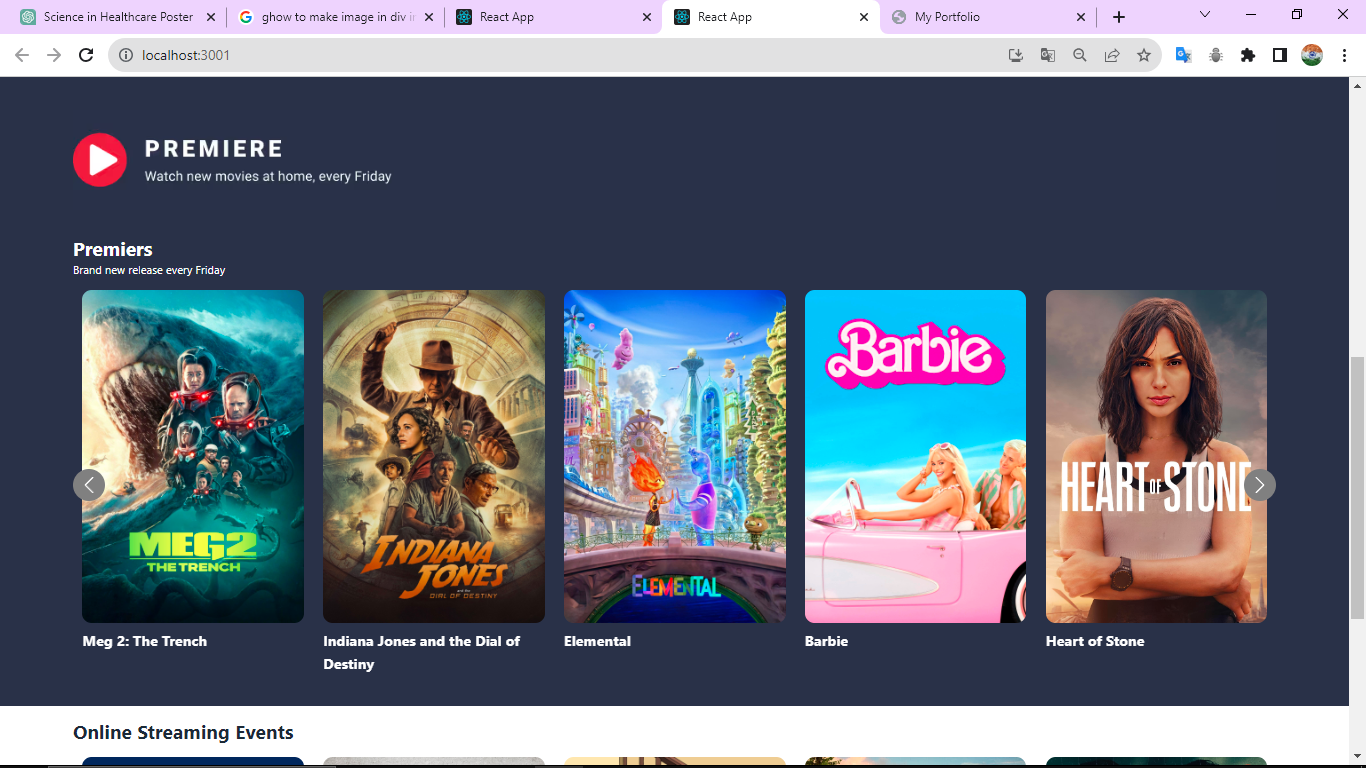 Science in Healthcare Poster
ghow to make image in div in
React App
React App
My Portfolio
localhost:3001
PREMIERE
Watch new movies at home, every Friday
Premiers
Brand new release every Friday
MEG2
THE TRENCH
INDIANA
JONES
and the
DIAL OF DESTINY
ELEMENTAL
Barbie
HEART OF STONE
Meg 2: The Trench
Indiana Jones and the Dial of
Destiny
Elemental
Barbie
Heart of Stone
Online Streaming Events